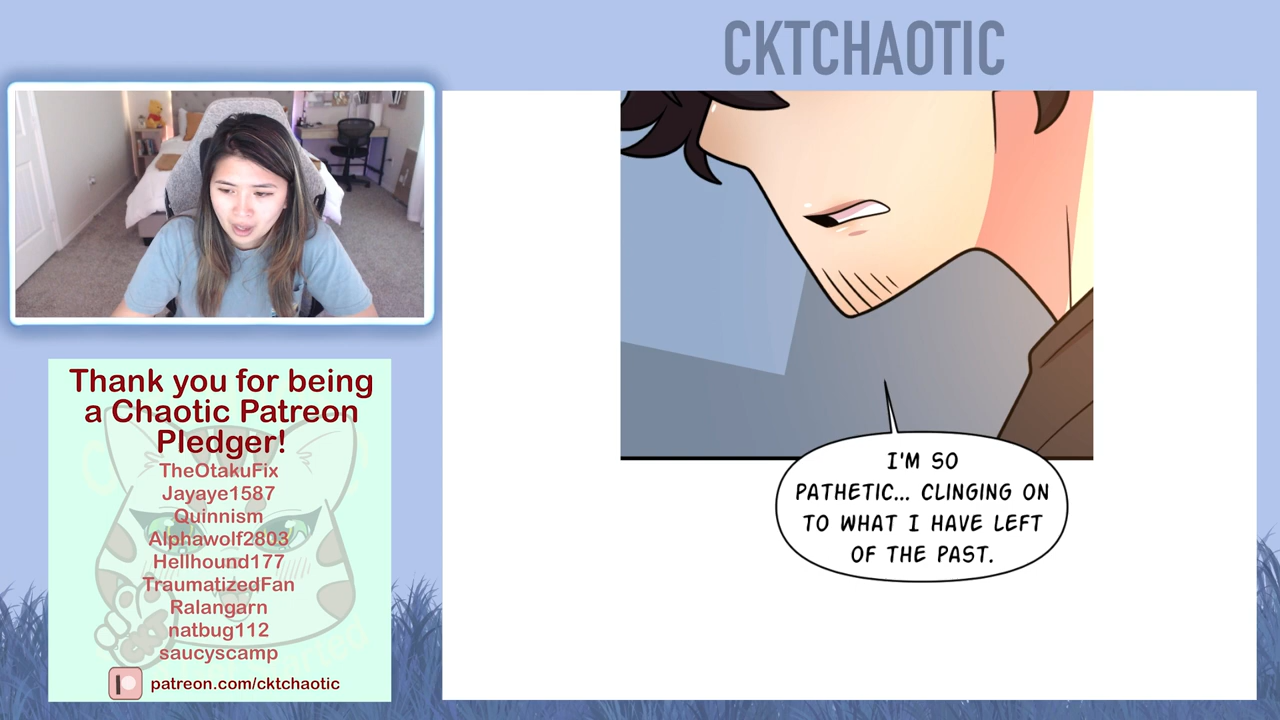 CKTCHAOTIC
Thank you for being
a Chaotic Patreon
Pledger!
TheOtakuFix
Jayaye1587
Quinnism
Alphawolf2803
Hellhound177
TraumatizedFan
Ralangarn
natbug112
saucyscamp
patreon.com/cktchaotic
I'M SO
PATHETIC... CLINGING ON
TO WHAT I HAVE LEFT
OF THE PAST.